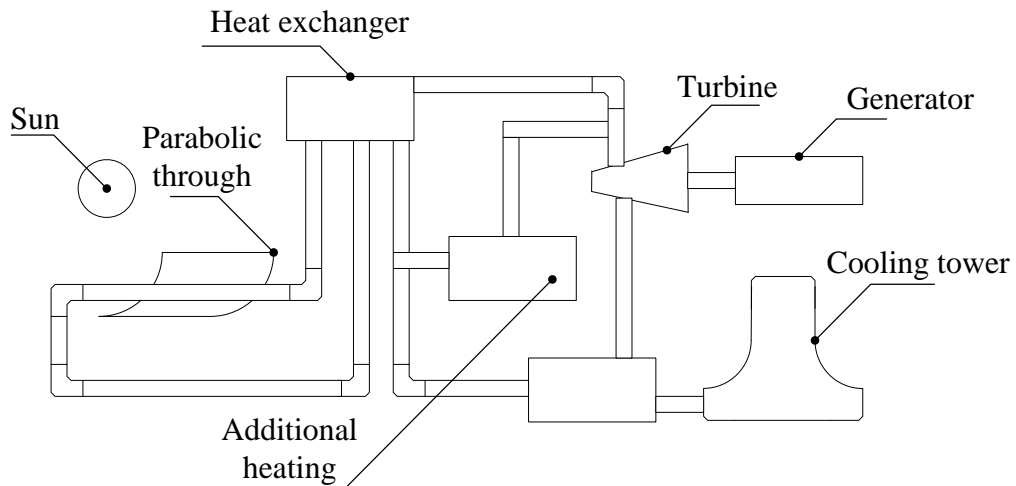 Heat exchanger
Turbine
Generator
Sun
Parabolic
through
Cooling tower
Additional
heating